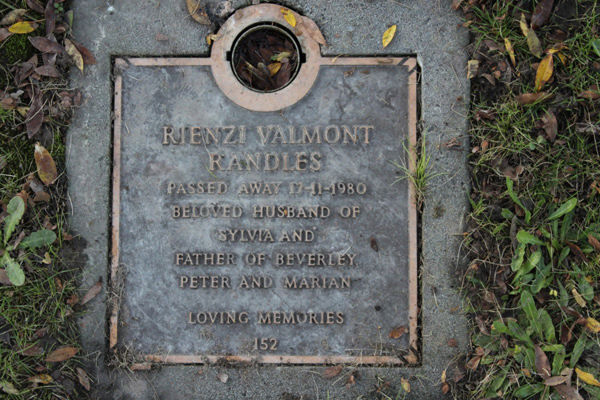 RIENZI VALMONT
RANDLES
PASSED AWAY 17-11-1980
BELOVED HUSBAND OF
SYLVIA AND
FATHER OF BEVERLEY
PETER AND MARIAN
LOVING MEMORIES
152